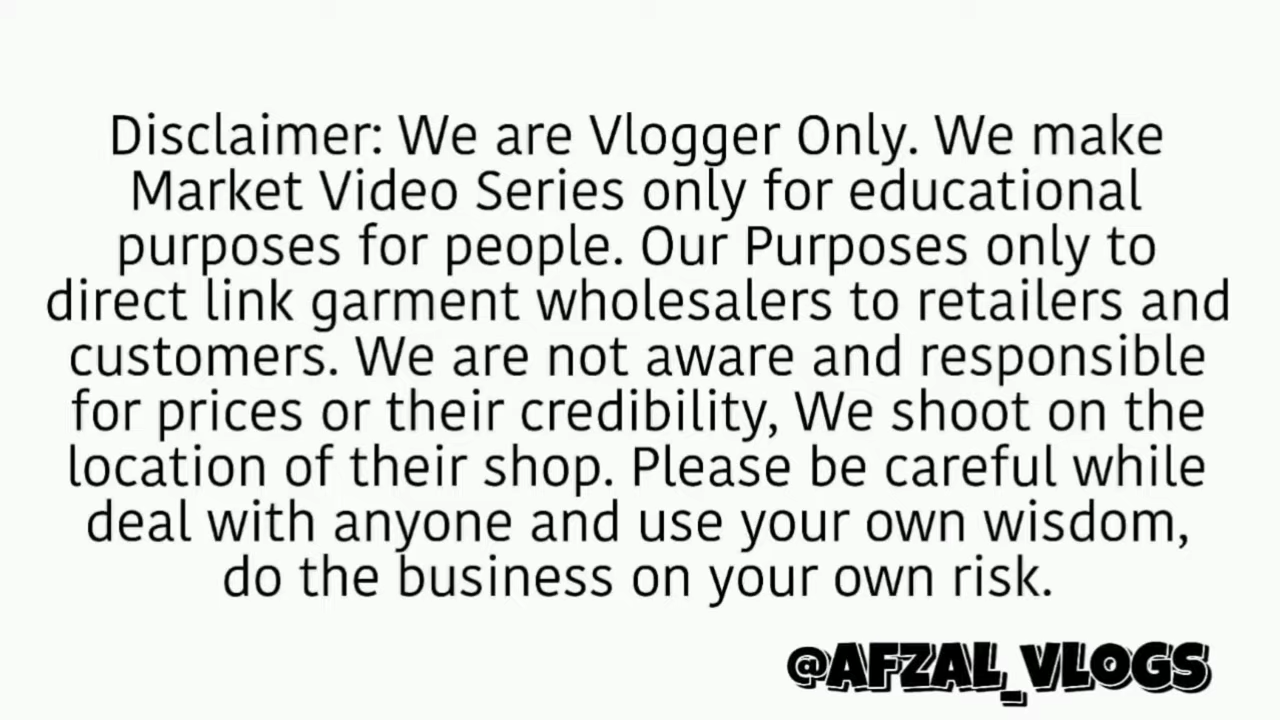 Disclaimer: We are Vlogger Only. We make
Market Video Series only for educational
purposes for people. Our Purposes only to
direct link garment wholesalers to retailers and
customers. We are not aware and responsible
for prices or their credibility, We shoot on the
location of their shop. Please be careful while
deal with anyone and use your own wisdom,
do the business on your own risk.
@AFZAL_VLOGS